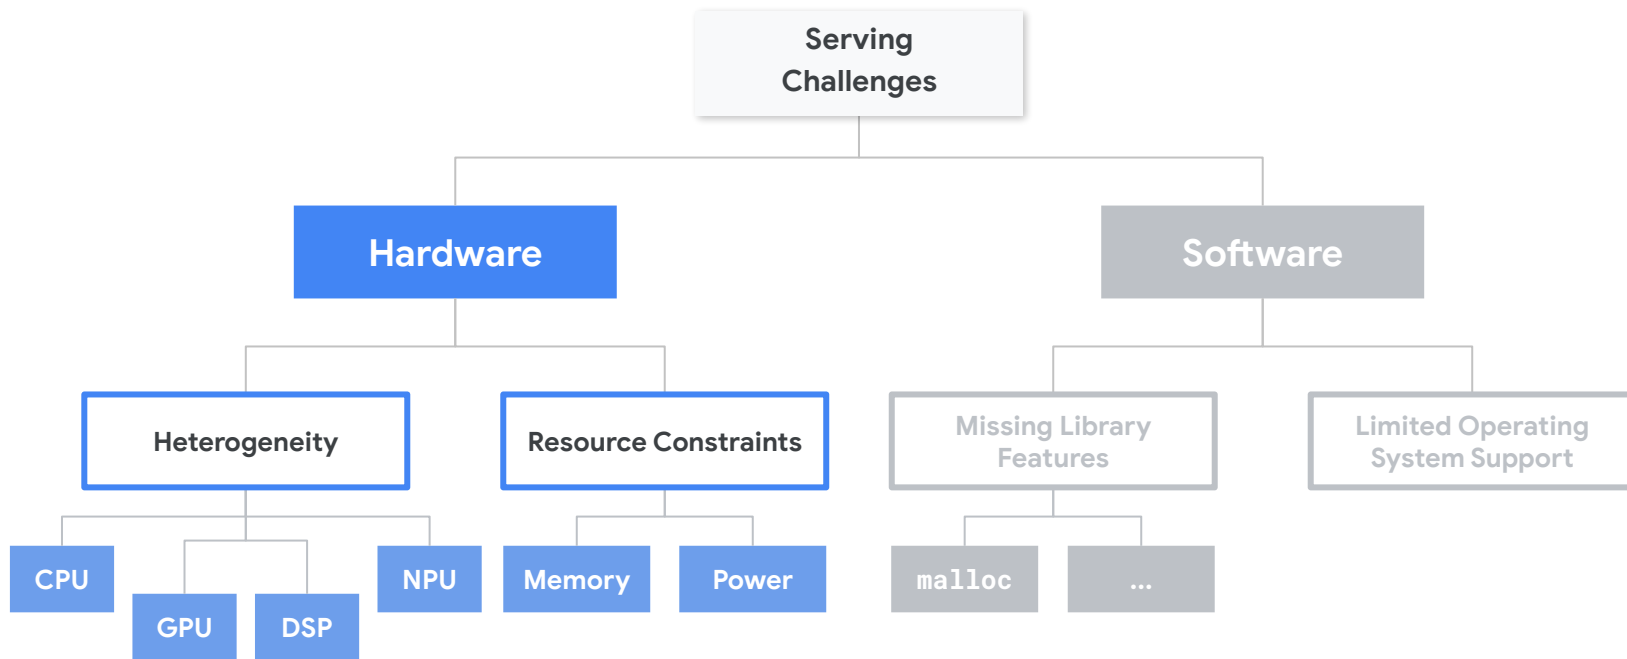 Serving
Challenges
Hardware
Software
Heterogeneity
Resource Constraints
Missing Library
Features
Limited Operating
System Support
CPU
GPU
DSP
NPU
Memory
Power
malloc
...